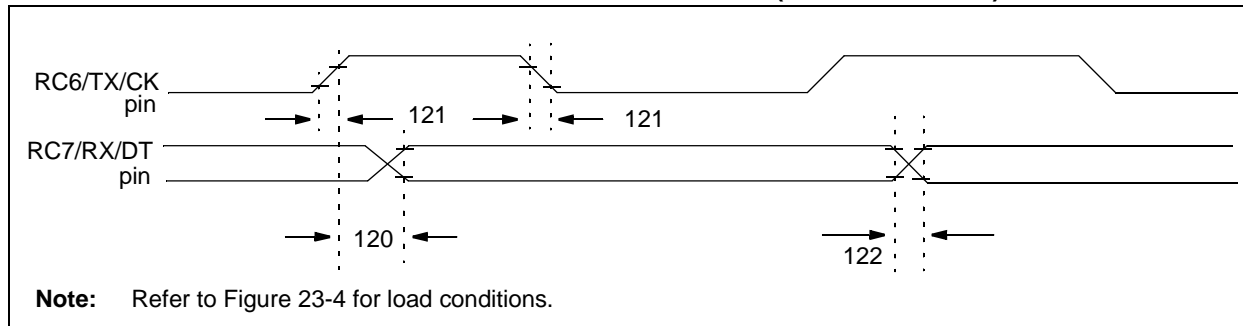 RC6/TX/CK
pin
121
121
RC7/RX/DT
pin
120
122
Note: Refer to Figure 23-4 for load conditions.